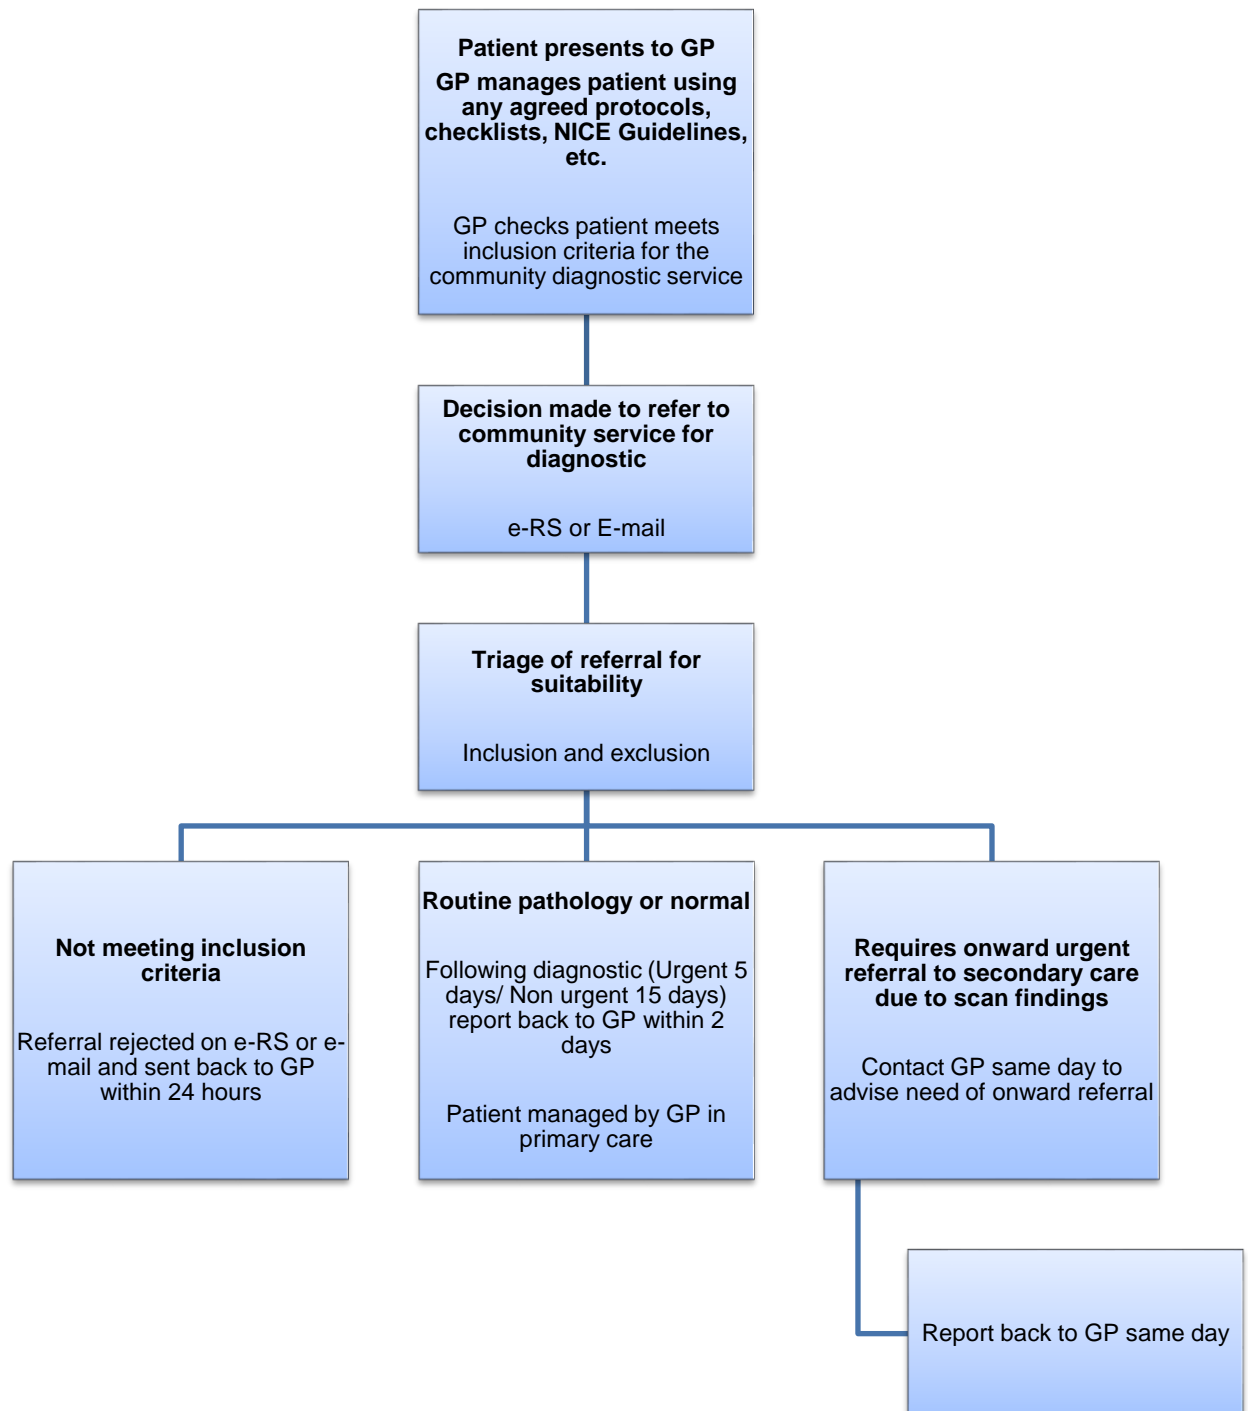 Patient presents to GP
GP manages patient using
any agreed protocols,
checklists, NICE Guidelines,
etc.
GP checks patient meets
inclusion criteria for the
community diagnostic service
Decision made to refer to
community service for
diagnostic
e-RS or E-mail
Triage of referral for
suitability
Inclusion and exclusion
Not meeting inclusion
criteria
Referral rejected on e-RS or e-
mail and sent back to GP
within 24 hours
Routine pathology or normal
Following diagnostic (Urgent 5
days/ Non urgent 15 days)
report back to GP within 2
days
Patient managed by GP in
primary care
Requires onward urgent
referral to secondary care
due to scan findings
Contact GP same day to
advise need of onward referral
Report back to GP same day